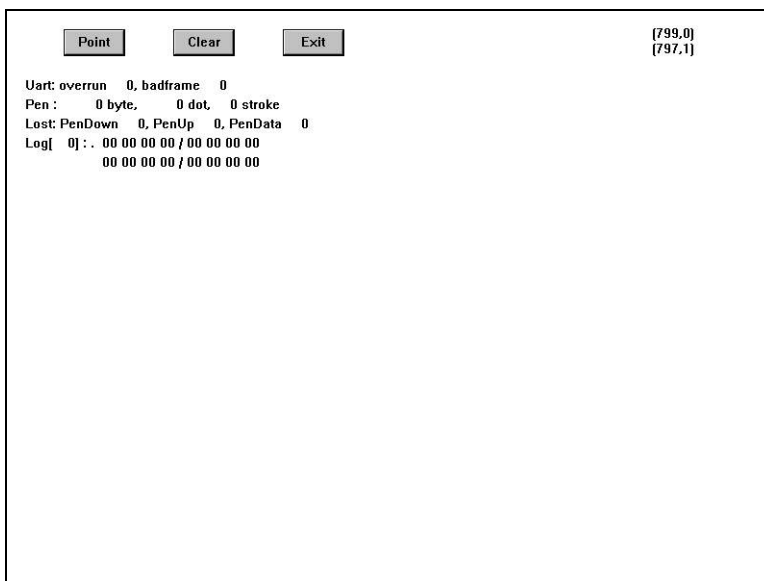 Point Clear Exit (799,0)
(797,1)
Uart: overrun 0, badframe 0
Pen : 0 byte, 0 dot, 0 stroke
Lost: PenDown 0, PenUp 0, PenData 0
Log[ 0] : . 00 00 00 00 / 00 00 00 00
00 00 00 00 / 00 00 00 00